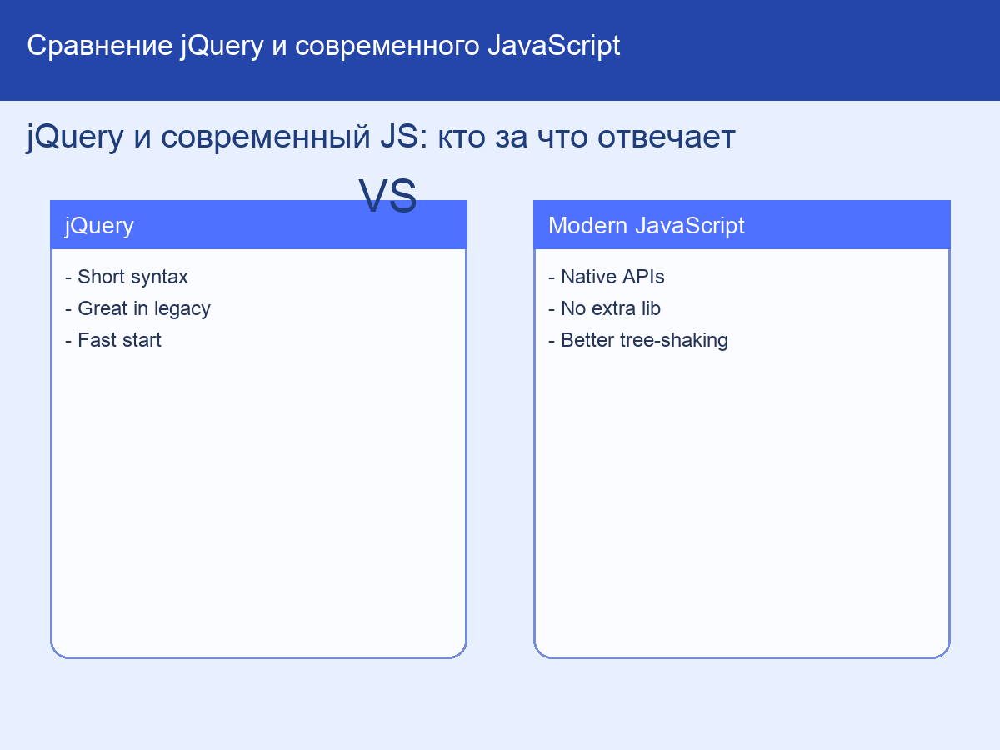 Сравнение jQuery и современного JavaScript
jQuery и современный JS: кто за что отвечает
VS
jQuery
- Short syntax
- Great in legacy
- Fast start
Modern JavaScript
- Native APIs
- No extra lib
- Better tree-shaking